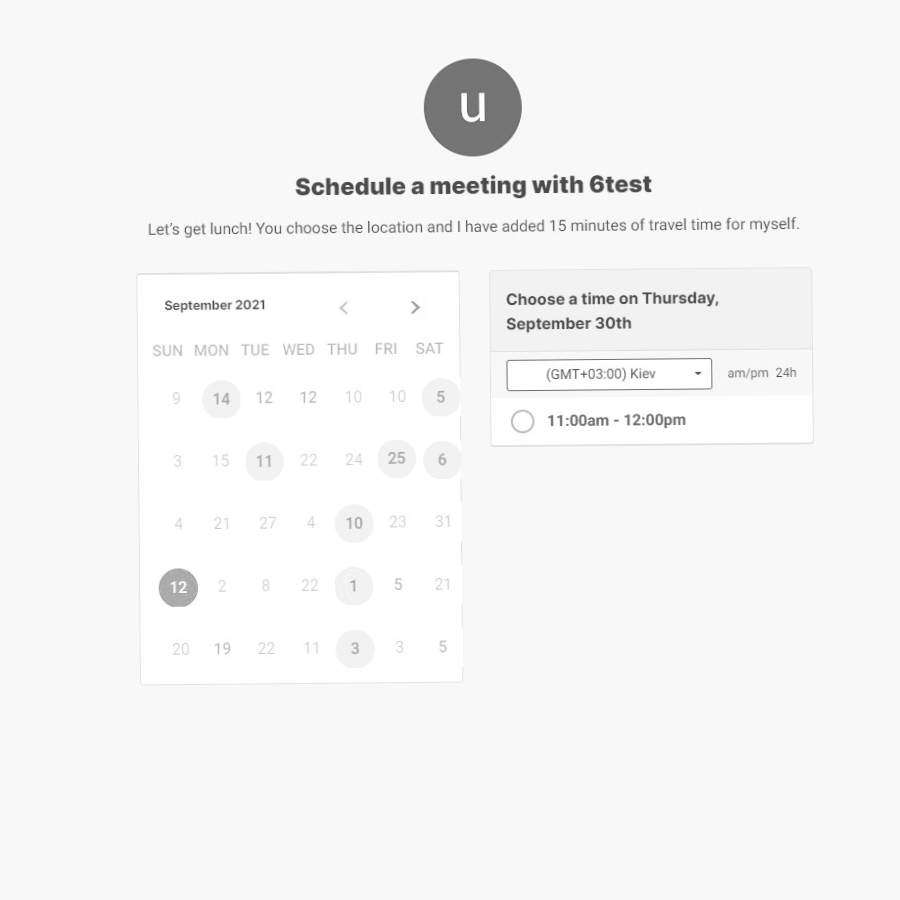 u
Schedule a meeting with 6test
Let's get lunch! You choose the location and I have added 15 minutes of travel time for myself.
September 2021
SUN MON TUE WED THU FRI SAT
9 14 12 12 10 10 5
3 15 11 22 24 25 6
4 21 27 4 10 23 31
12 2 8 22 1 5 21
20 19 22 11 3 3 5
Choose a time on Thursday,
September 30th
(GMT+03:00) Kiev am/pm 24h
11:00am - 12:00pm